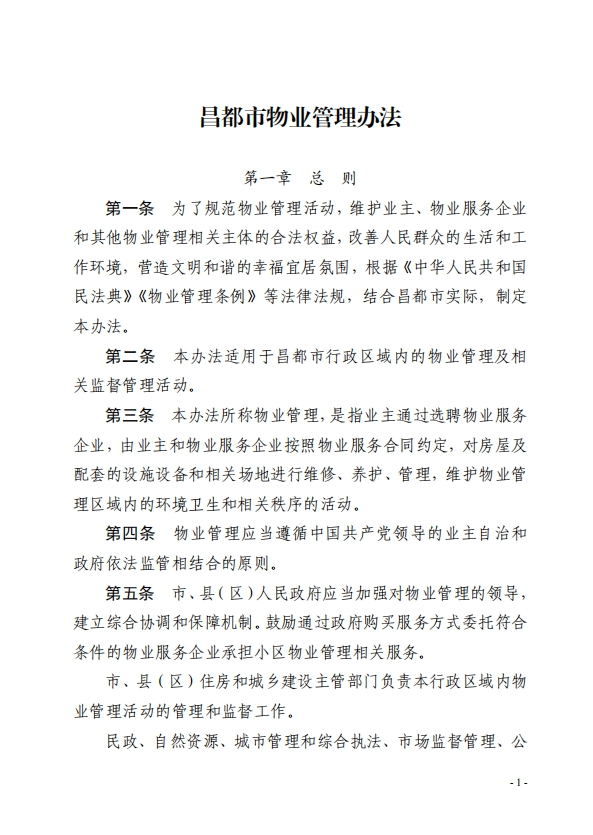 昌都市物业管理办法
第一章　总　则
第一条　为了规范物业管理活动，维护业主、物业服务企业
和其他物业管理相关主体的合法权益，改善人民群众的生活和工
作环境，营造文明和谐的幸福宜居氛围，根据《中华人民共和国
民法典》《物业管理条例》等法律法规，结合昌都市实际，制定
本办法。
第二条　本办法适用于昌都市行政区域内的物业管理及相
关监督管理活动。
第三条　本办法所称物业管理，是指业主通过选聘物业服务
企业，由业主和物业服务企业按照物业服务合同约定，对房屋及
配套的设施设备和相关场地进行维修、养护、管理，维护物业管
理区域内的环境卫生和相关秩序的活动。
第四条　物业管理应当遵循中国共产党领导的业主自治和
政府依法监管相结合的原则。
第五条　市、县（区）人民政府应当加强对物业管理的领导，
建立综合协调和保障机制。鼓励通过政府购买服务方式委托符合
条件的物业服务企业承担小区物业管理相关服务。
市、县（区）住房和城乡建设主管部门负责本行政区域内物
业管理活动的管理和监督工作。
民政、自然资源、城市管理和综合执法、市场监督管理、公
- 1 -